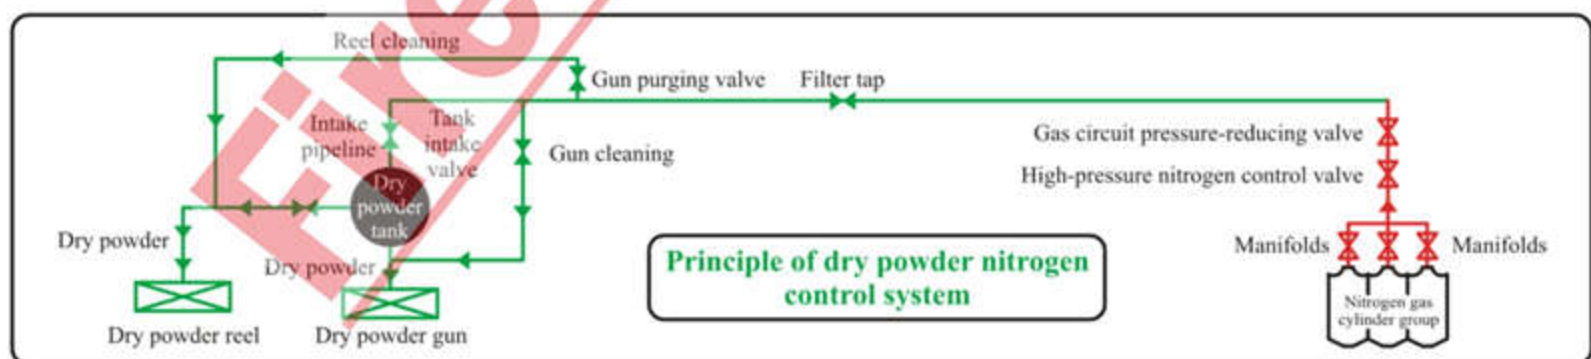 Fire
Reel cleaning
Gun purging valve
Filter tap
Intake
pipeline
Tank
intake
valve
Gun cleaning
Gas circuit pressure-reducing valve
High-pressure nitrogen control valve
Dry
powder
tank
Dry powder
Dry powder
Manifolds
Manifolds
Principle of dry powder nitrogen
control system
Nitrogen gas
cylinder group
Dry powder reel
Dry powder gun